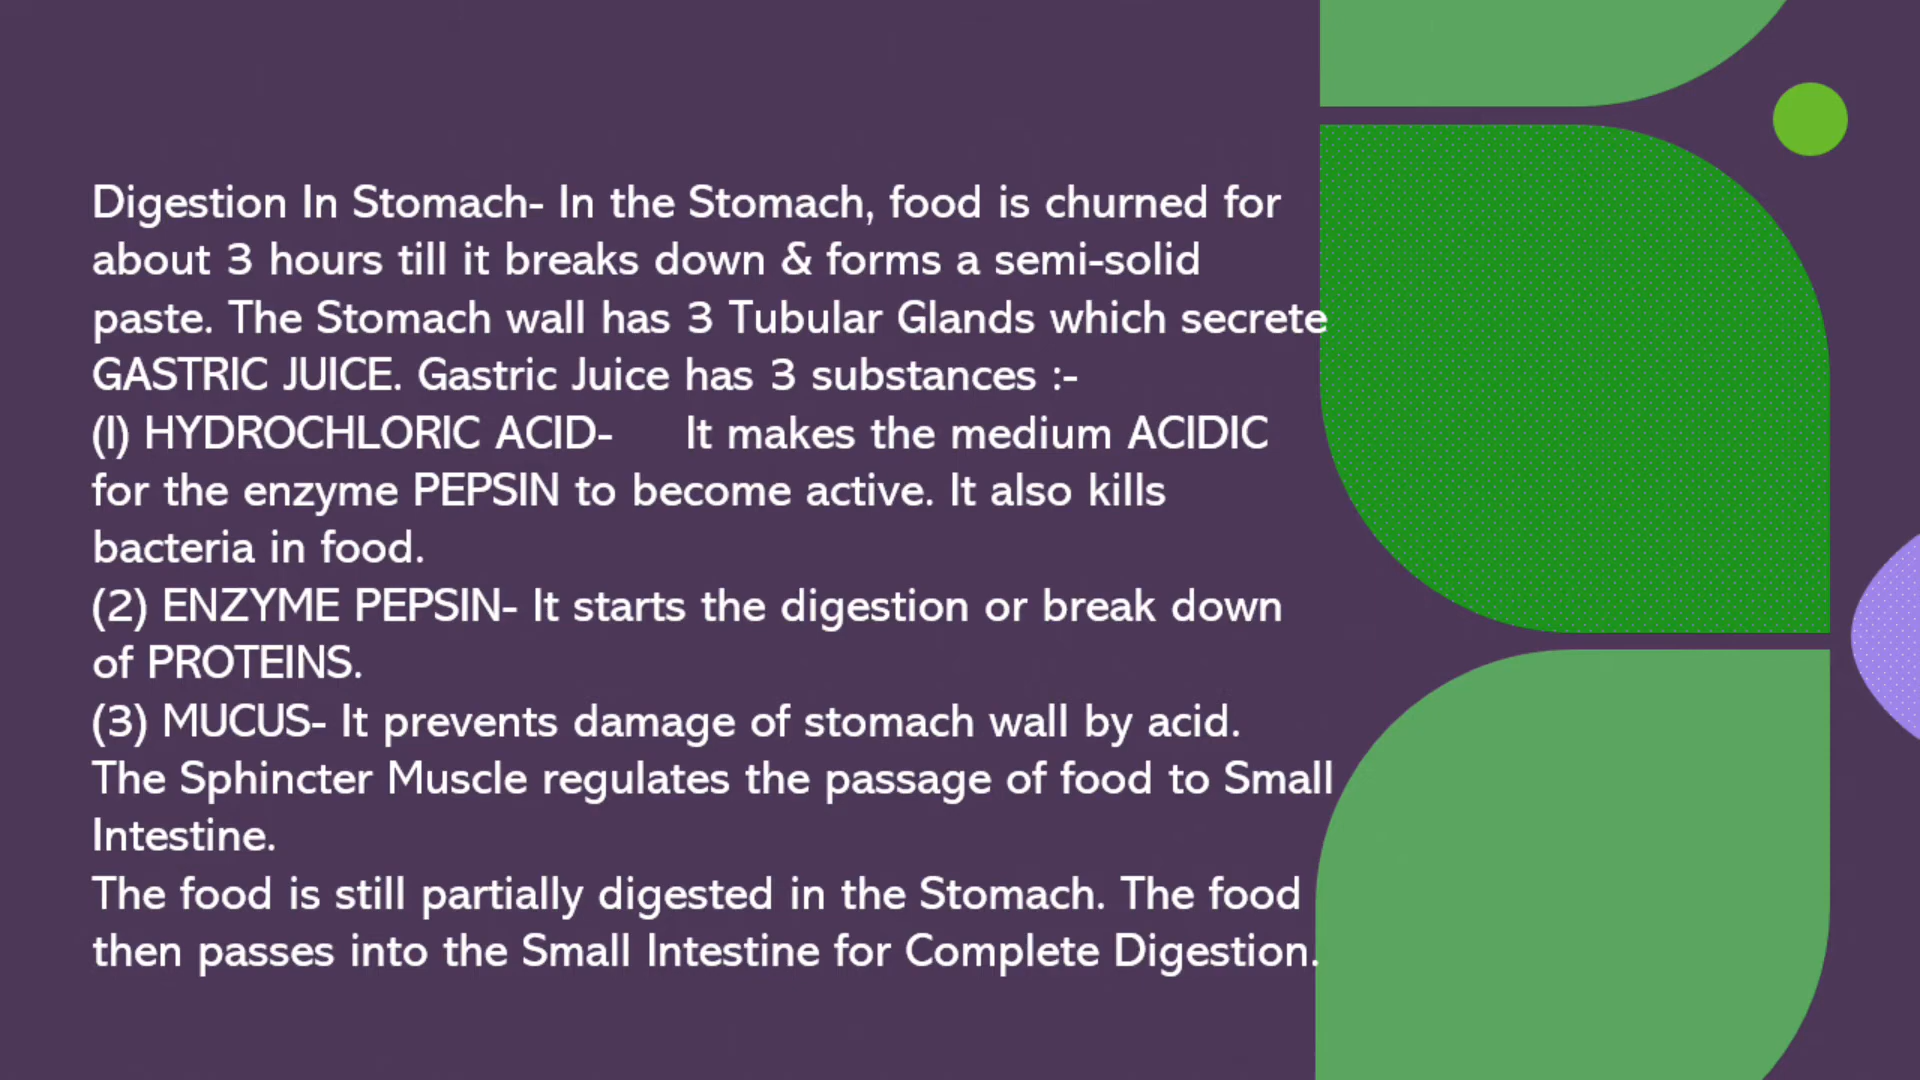 Digestion In Stomach- In the Stomach, food is churned for
about 3 hours till it breaks down & forms a semi-solid
paste. The Stomach wall has 3 Tubular Glands which secrete
GASTRIC JUICE. Gastric Juice has 3 substances :-
(I) HYDROCHLORIC ACID- It makes the medium ACIDIC
for the enzyme PEPSIN to become active. It also kills
bacteria in food.
(2) ENZYME PEPSIN- It starts the digestion or break down
of PROTEINS.
(3) MUCUS- It prevents damage of stomach wall by acid.
The Sphincter Muscle regulates the passage of food to Small
Intestine.
The food is still partially digested in the Stomach. The food
then passes into the Small Intestine for Complete Digestion.